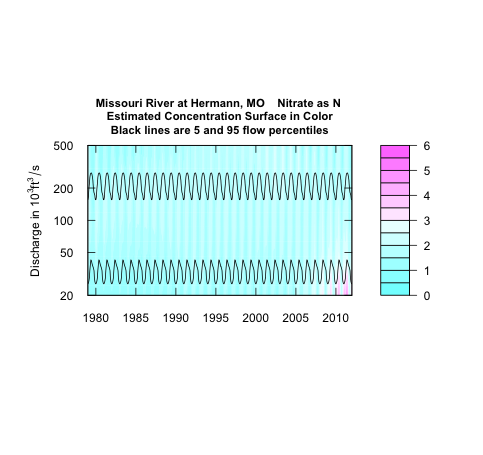 Missouri River at Hermann, MO Nitrate as N
Estimated Concentration Surface in Color
Black lines are 5 and 95 flow percentiles
Discharge in 10³ft³/s
500
200
100
50
20
1980 1985 1990 1995 2000 2005 2010
6
5
4
3
2
1
0